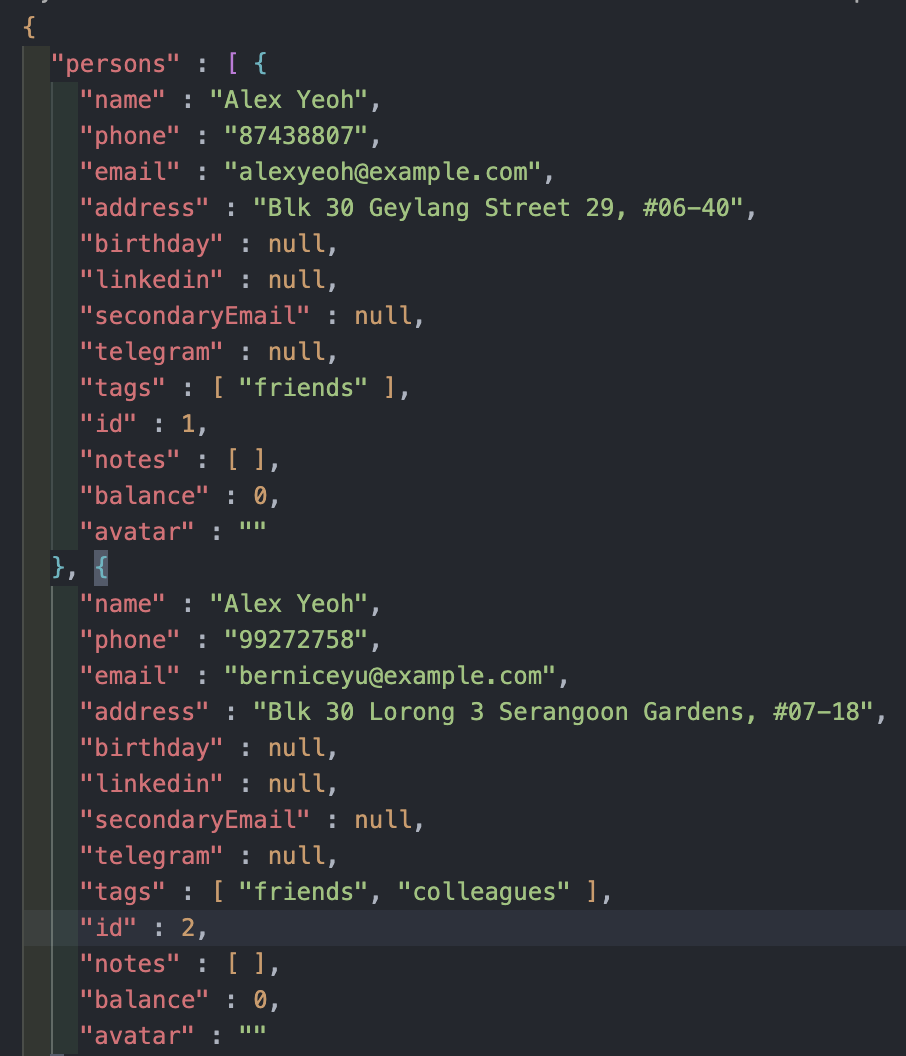 {
"persons" : [ {
"name" : "Alex Yeoh",
"phone" : "87438807",
"email" : "alexyeoh@example.com",
"address" : "Blk 30 Geylang Street 29, #06-40",
"birthday" : null,
"linkedin" : null,
"secondaryEmail" : null,
"telegram" : null,
"tags" : [ "friends" ],
"id" : 1,
"notes" : [ ],
"balance" : 0,
"avatar" : ""
}, {
"name" : "Alex Yeoh",
"phone" : "99272758",
"email" : "berniceyu@example.com",
"address" : "Blk 30 Lorong 3 Serangoon Gardens, #07-18",
"birthday" : null,
"linkedin" : null,
"secondaryEmail" : null,
"telegram" : null,
"tags" : [ "friends", "colleagues" ],
"id" : 2,
"notes" : [ ],
"balance" : 0,
"avatar" : ""